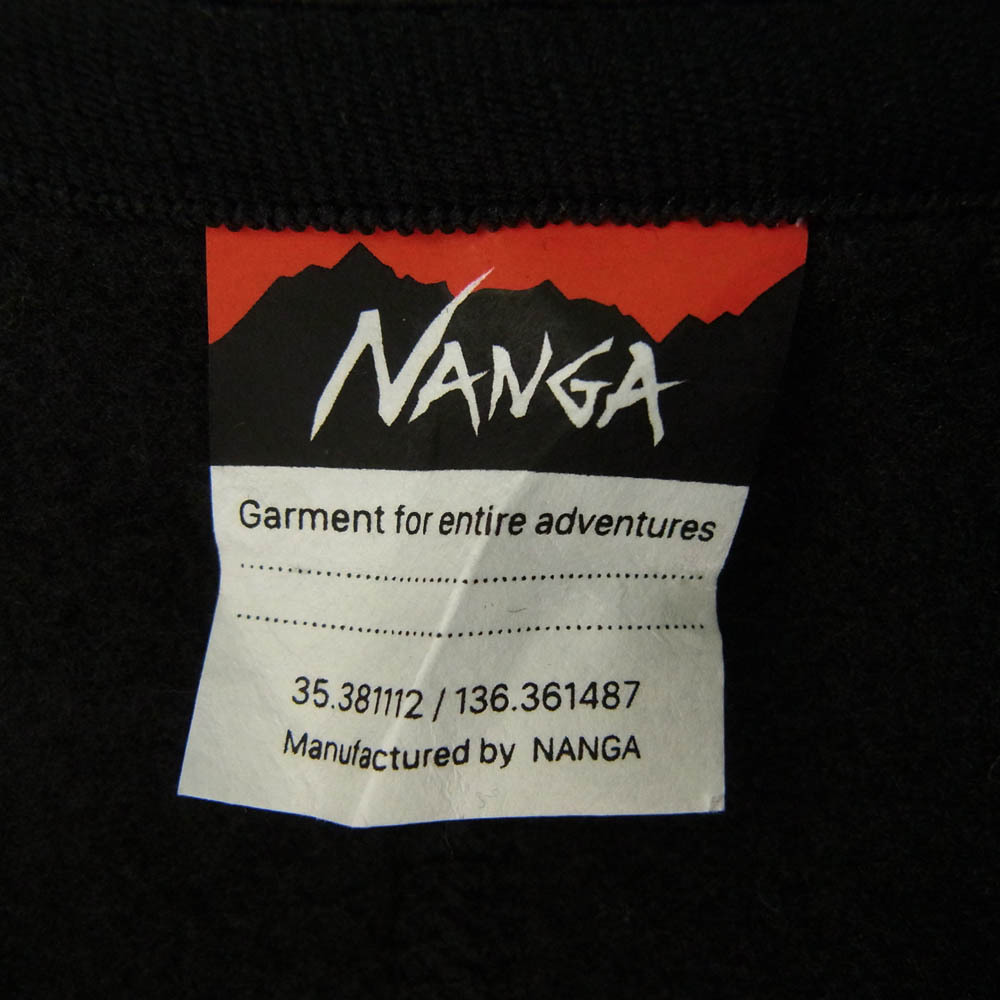 NANGA
Garment for entire adventures
35.381112 / 136.361487
Manufactured by NANGA